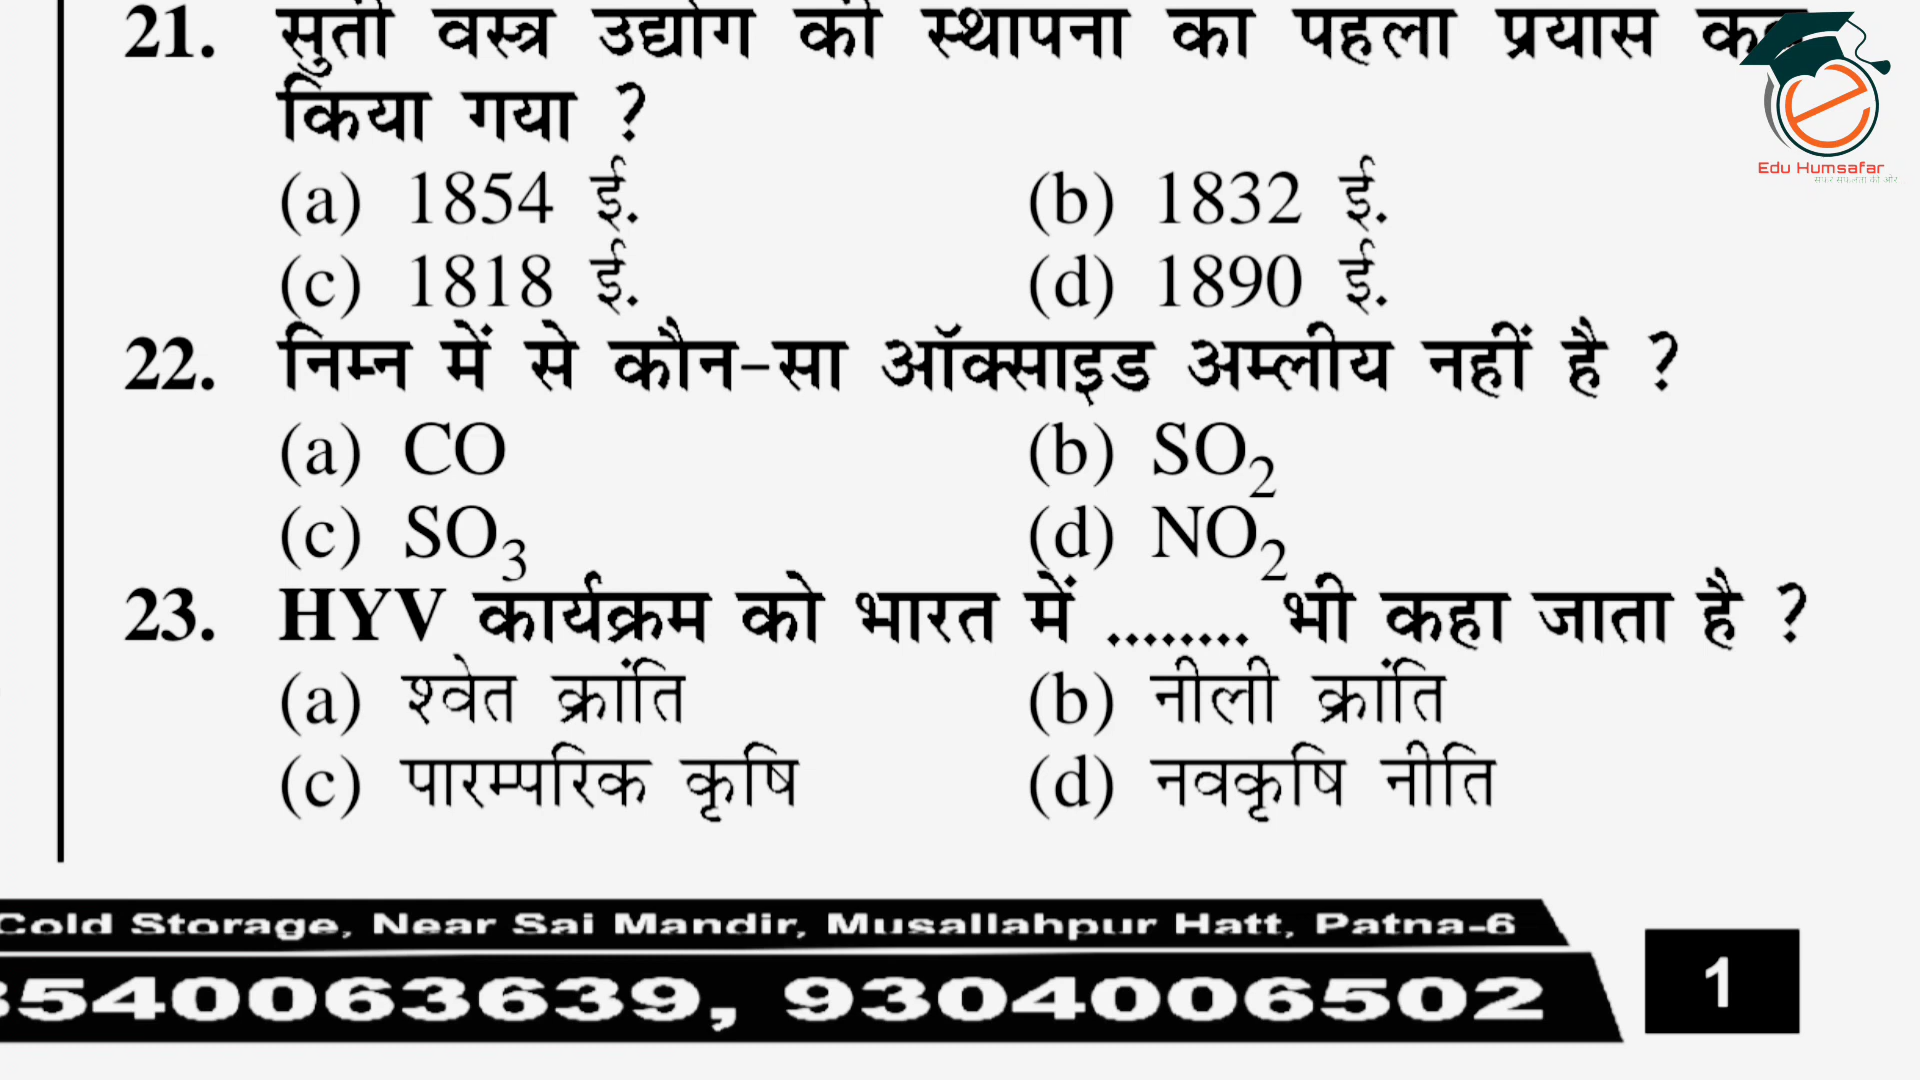 21. सुती वस्त्र उद्योग की स्थापना का पहला प्रयास कब
किया गया ?
(a) 1854 ई. (b) 1832 ई.
(c) 1818 ई. (d) 1890 ई.
22. निम्न में से कौन-सा ऑक्साइड अम्लीय नहीं है ?
(a) CO (b) SO₂
(c) SO₃ (d) NO₂
23. HYV कार्यक्रम को भारत में ........ भी कहा जाता है ?
(a) श्वेत क्रांति (b) नीली क्रांति
(c) पारम्परिक कृषि (d) नवकृषि नीति
Cold Storage, Near Sai Mandir, Musallahpur Hatt, Patna-6
8540063639, 9304006502
1
Edu Humsafar